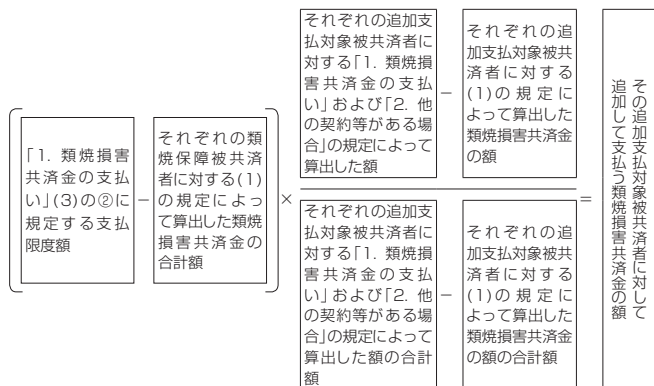 「1. 類焼損害
共済金の支払
い」(3)の②に
規定する支払
限度額
−
それぞれの類
焼保障被共済
者に対する(1)
の規定によっ
て算出した類焼
損害共済金の
合計額
×
それぞれの追加支
払対象被共済者に
対する「1. 類焼損
害共済金の支払
い」および「2. 他
の契約等がある場
合」の規定によって
算出した額
−
それぞれの追
加支払対象被共
済者に対する
(1)の規定に
よって算出した
類焼損害共済金
の額
それぞれの追加支
払対象被共済者に
対する「1. 類焼損
害共済金の支払
い」および「2. 他
の契約等がある場
合」の規定によって
算出した額の合計
額
−
それぞれの追
加支払対象被共
済者に対する
(1)の規定に
よって算出した
類焼損害共済金
の額の合計額
=
その追加支払対象被共済者に対して
追加して支払う類焼損害共済金の額